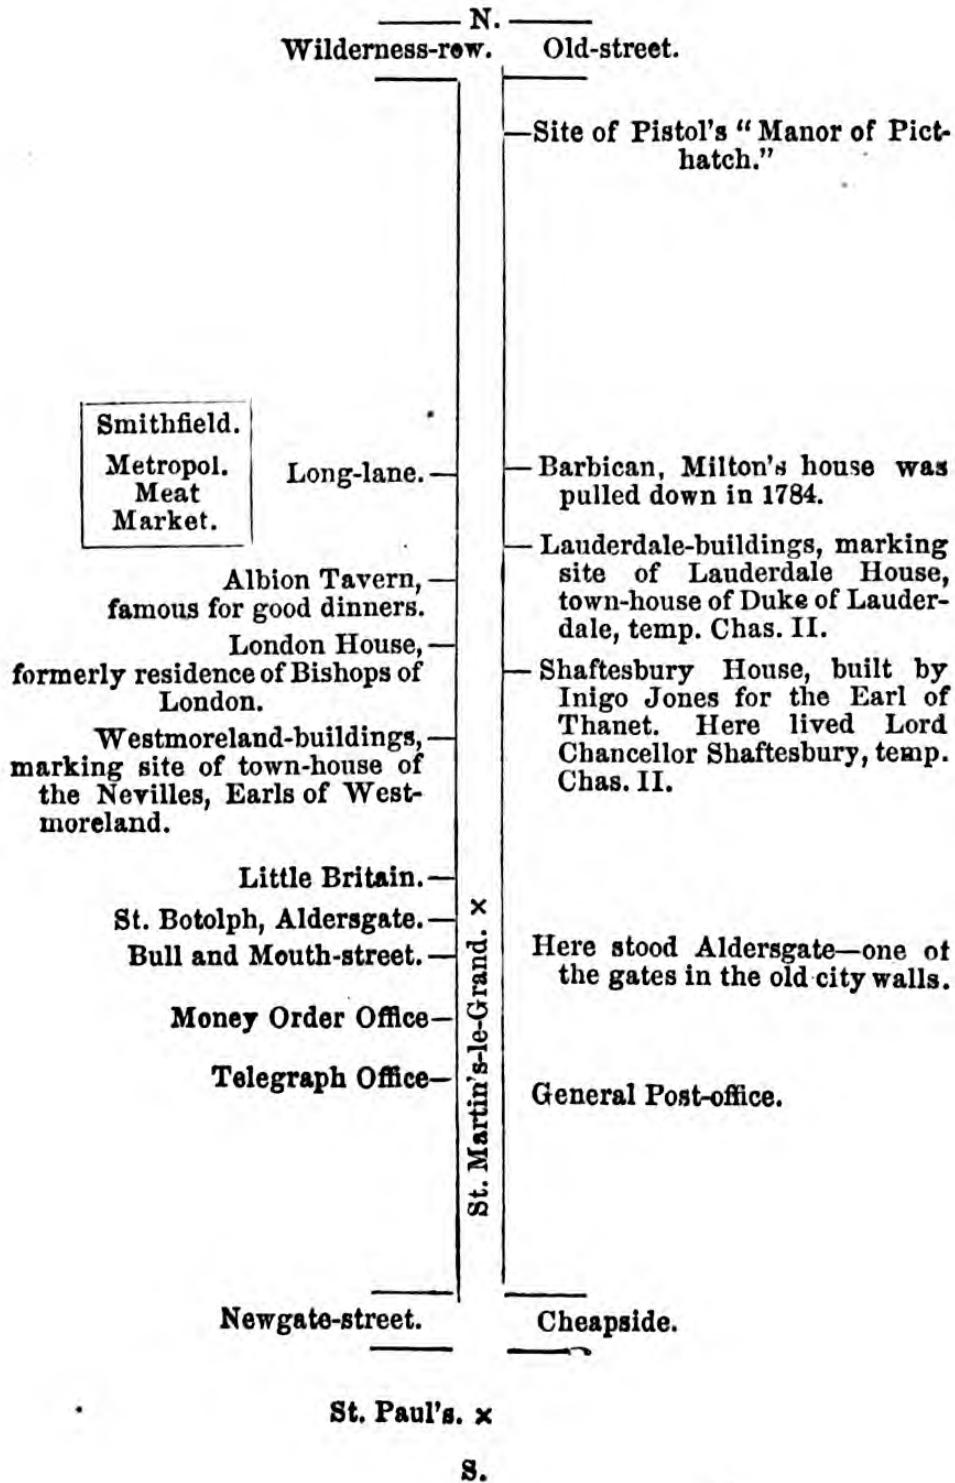 N.
Wilderness-row. Old-street.
Site of Pistol's "Manor of Pict-
hatch."
Smithfield.
Metropol.
Meat
Market.
Long-lane.
Barbican, Milton's house was
pulled down in 1784.
Lauderdale-buildings, marking
site of Lauderdale House,
town-house of Duke of Lauder-
dale, temp. Chas. II.
Albion Tavern,
famous for good dinners.
London House,
formerly residence of Bishops of
London.
Shaftesbury House, built by
Inigo Jones for the Earl of
Thanet. Here lived Lord
Chancellor Shaftesbury, temp.
Chas. II.
Westmoreland-buildings,
marking site of town-house of
the Nevilles, Earls of West-
moreland.
Little Britain.
St. Botolph, Aldersgate.
Bull and Mouth-street.
Here stood Aldersgate—one of
the gates in the old city walls.
Money Order Office
Telegraph Office
St. Martin's-le-Grand. ×
General Post-office.
Newgate-street. Cheapside.
St. Paul's. ×
S.